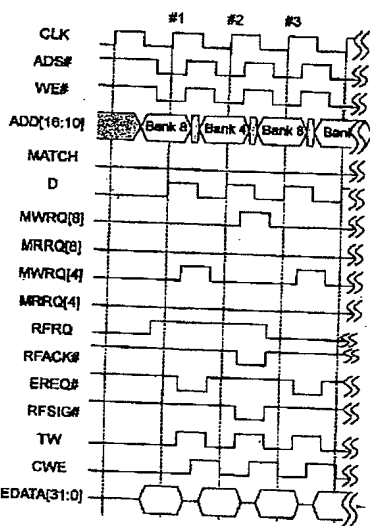 #1 #2 #3
CLK
ADS#
WE#
ADD[16:10] Bank 8 Bank 4 Bank 8 Bank
MATCH
D
MWRQ[8]
MRRQ[8]
MWRQ[4]
MRRQ[4]
RFRQ
RFACK#
EREQ#
RFSIG#
TW
CWE
EDATA[31:0]